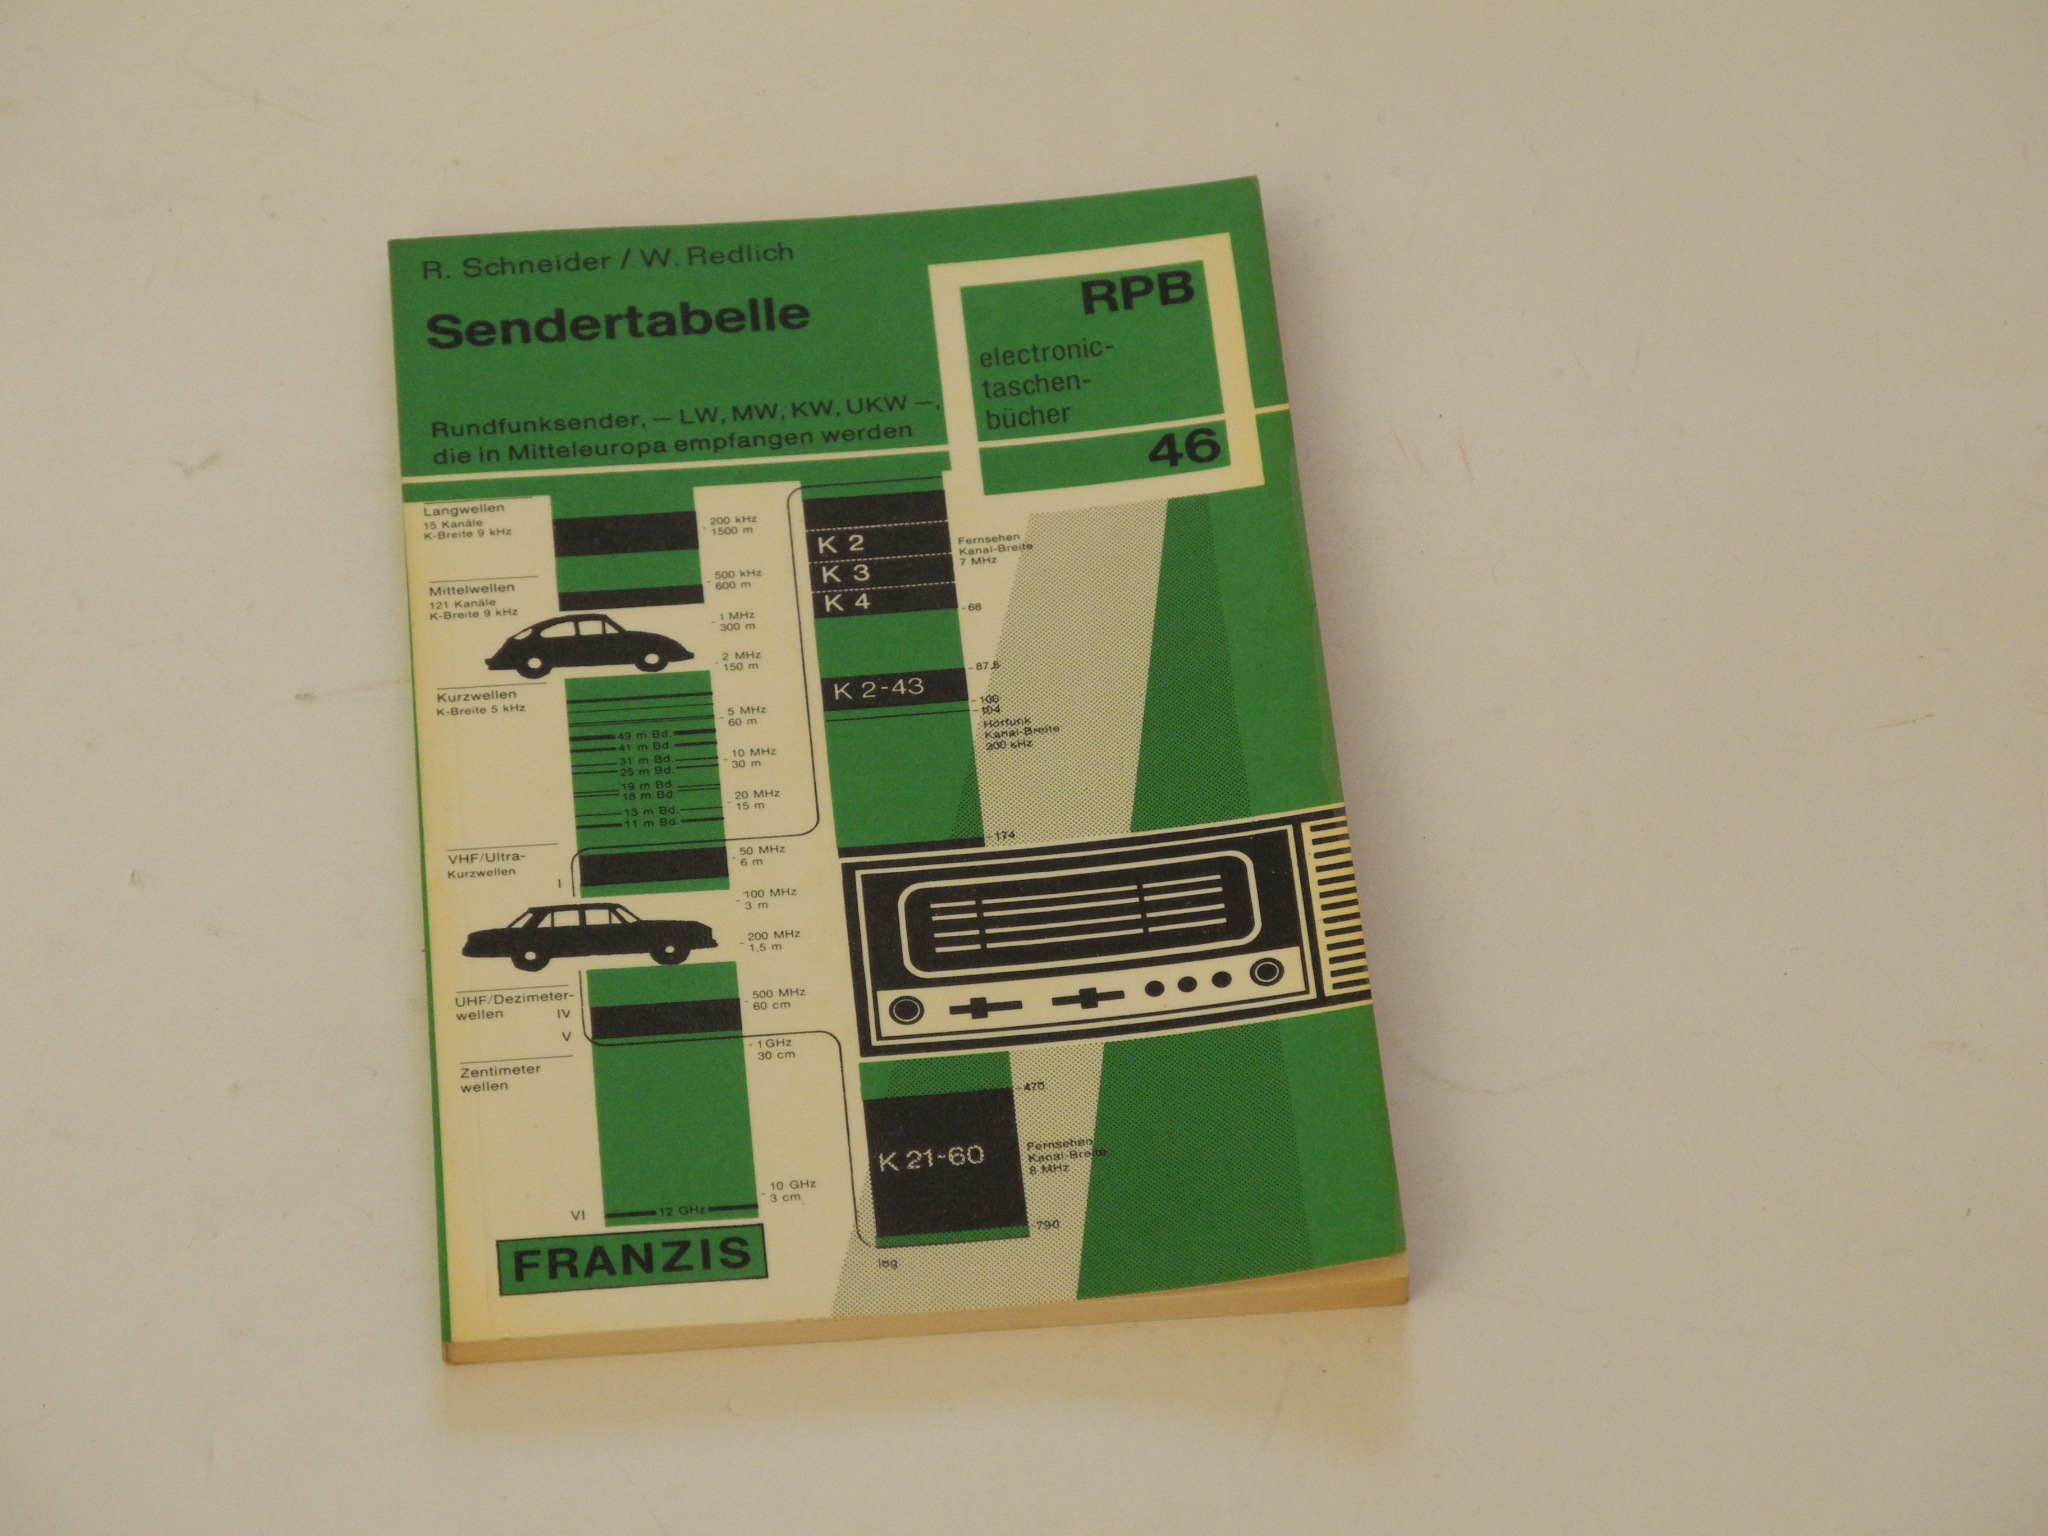 R. Schneider / W. Redlich
Sendertabelle
Rundfunksender, – LW, MW, KW, UKW –,
die in Mitteleuropa empfangen werden
RPB
electronic-
taschen-
bücher
46
Langwellen
15 Kanäle
K-Breite 9 kHz
200 kHz
1500 m
500 kHz
600 m
Mittelwellen
121 Kanäle
K-Breite 9 kHz
1 MHz
300 m
2 MHz
150 m
Kurzwellen
K-Breite 5 kHz
5 MHz
60 m
49 m Bd.
41 m Bd.
31 m Bd.
25 m Bd.
19 m Bd.
16 m Bd.
13 m Bd.
11 m Bd.
10 MHz
30 m
20 MHz
15 m
VHF/Ultra-
Kurzwellen
I
50 MHz
6 m
100 MHz
3 m
200 MHz
1,5 m
UHF/Dezimeter-
wellen IV
V
500 MHz
60 cm
1 GHz
30 cm
Zentimeter
wellen
10 GHz
3 cm
VI
12 GHz
K 2
K 3
K 4
Fernsehen
Kanal-Breite
7 MHz
68
87,5
K 2-43
100
104
Hörfunk
Kanal-Breite
300 kHz
174
470
K 21-60
Fernsehen
Kanal-Breite
8 MHz
790
log
FRANZIS